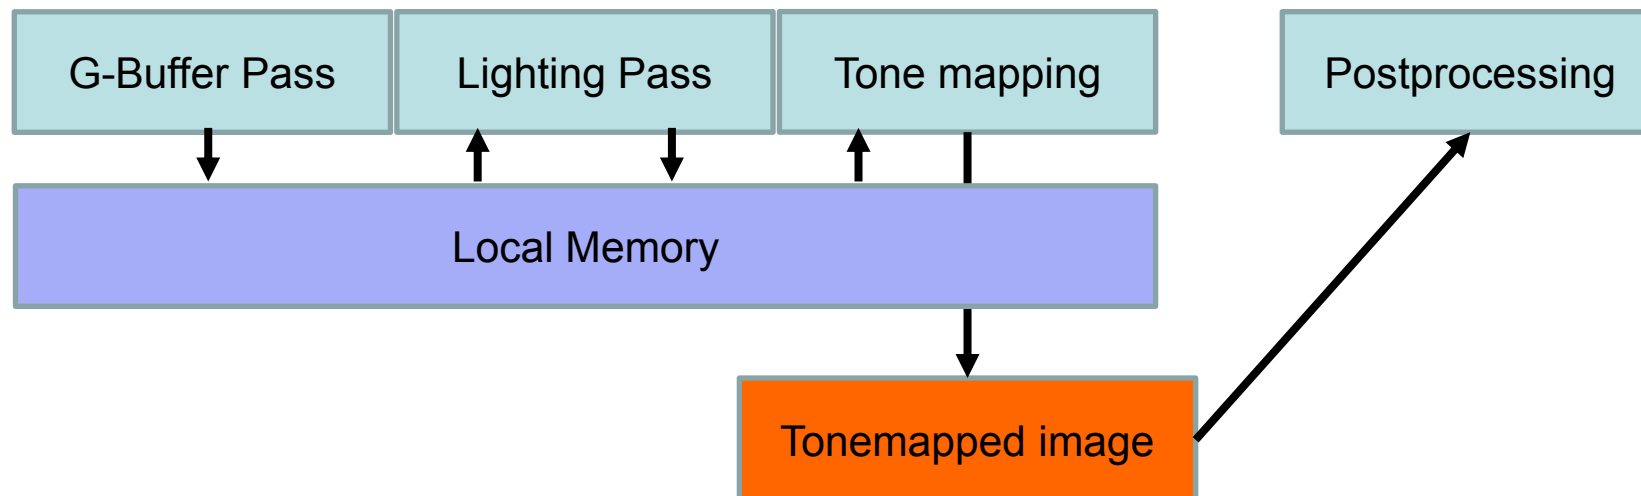 G-Buffer Pass
Lighting Pass
Tone mapping
Postprocessing
Local Memory
Tonemapped image